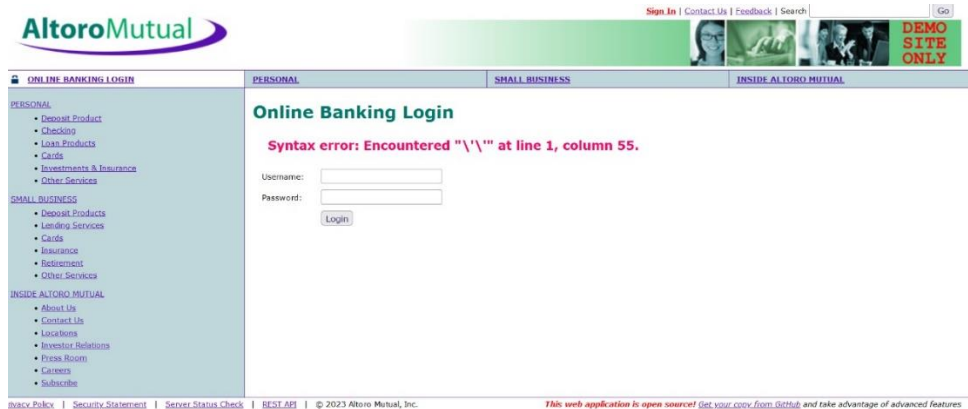 Sign In | Contact Us | Feedback | Search Go
AltoroMutual
DEMO
SITE
ONLY
ONLINE BANKING LOGIN
PERSONAL
SMALL BUSINESS
INSIDE ALTORO MUTUAL
PERSONAL
• Deposit Product
• Checking
• Loan Products
• Cards
• Investments & Insurance
• Other Services
SMALL BUSINESS
• Deposit Products
• Lending Services
• Cards
• Insurance
• Retirement
• Other Services
INSIDE ALTORO MUTUAL
• About Us
• Contact Us
• Locations
• Investor Relations
• Press Room
• Careers
• Subscribe
Online Banking Login
Syntax error: Encountered "\'\'" at line 1, column 55.
Username:
Password:
Login
rivacy Policy | Security Statement | Server Status Check | REST API | © 2023 Altoro Mutual, Inc.
This web application is open source! Get your copy from GitHub and take advantage of advanced features